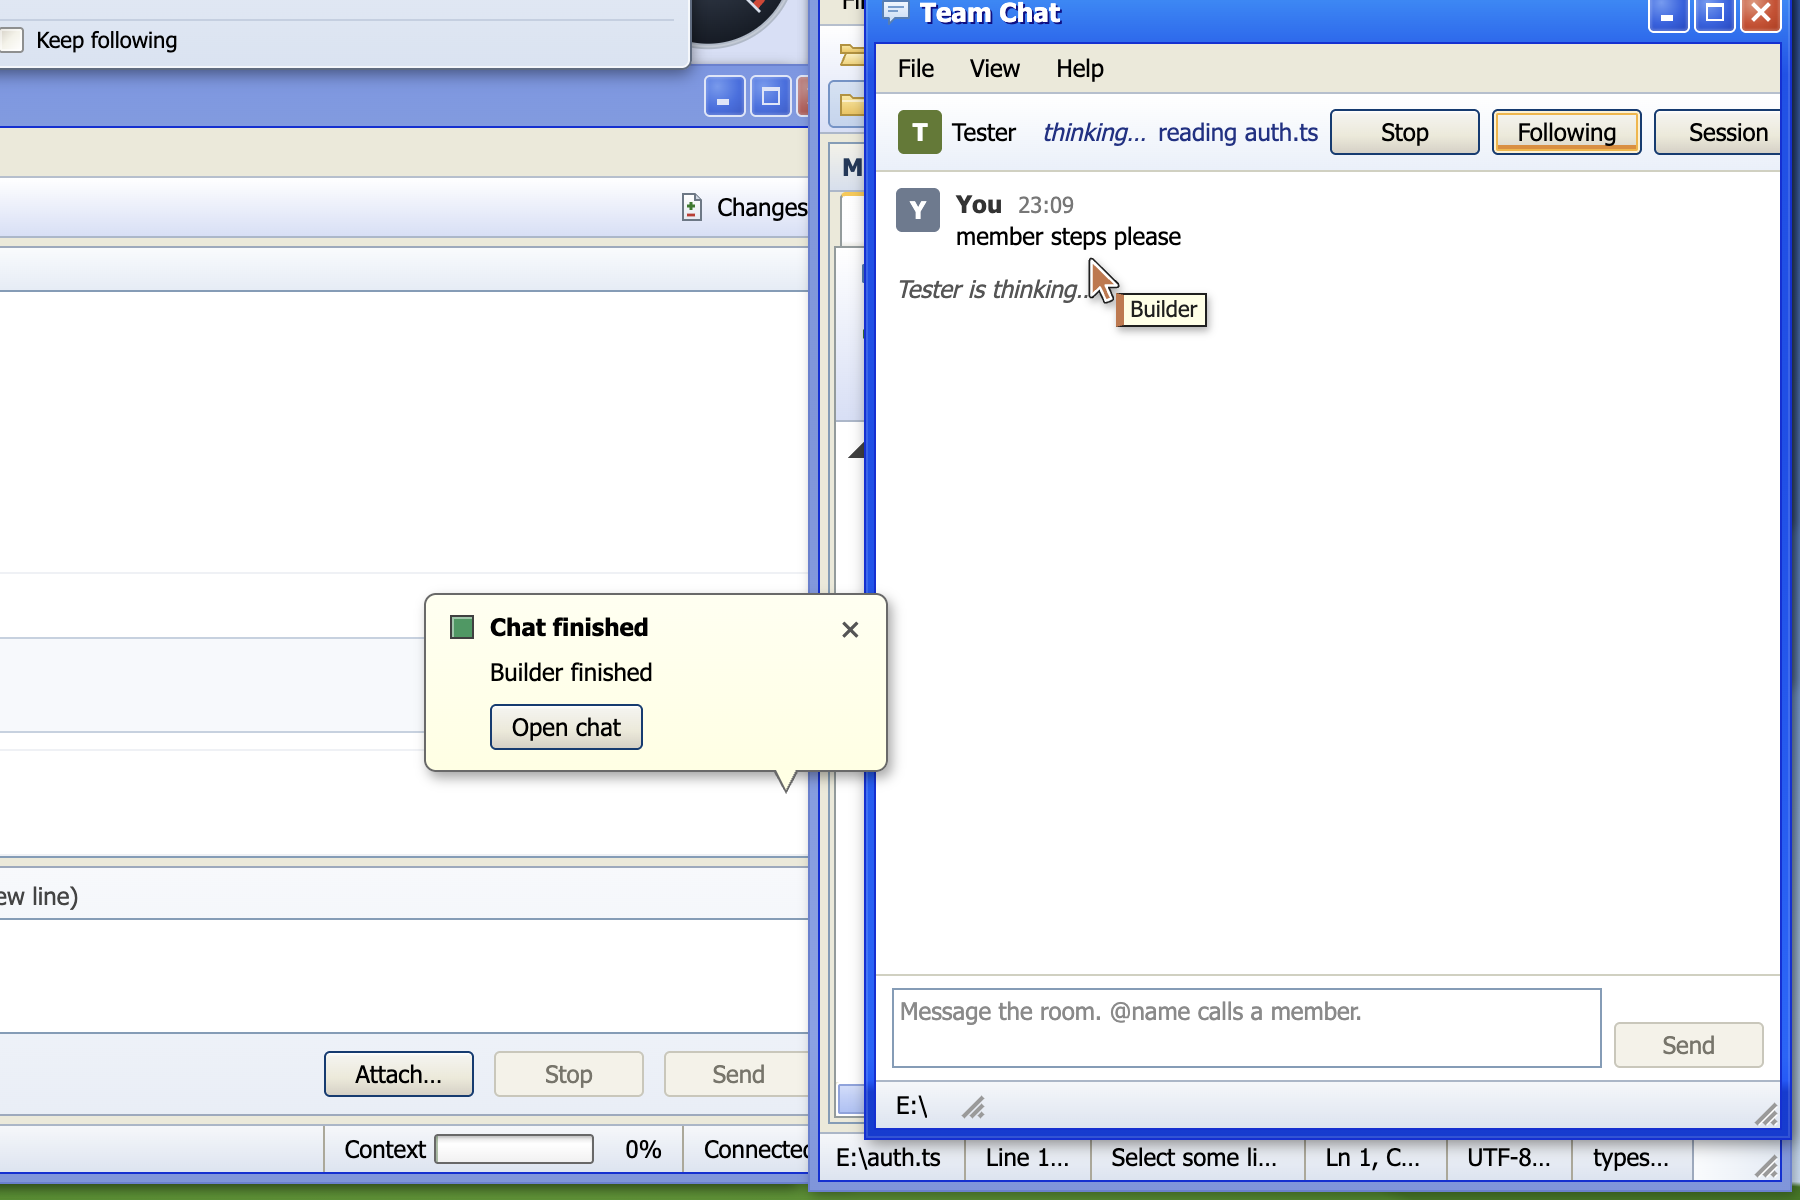 Keep following
Changes
ew line)
Attach...
Stop
Send
Context
0%
Connected
Chat finished
Builder finished
Open chat
Team Chat
File
View
Help
T
Tester
thinking...
reading auth.ts
Stop
Following
Session
Y
You
23:09
member steps please
Tester is thinking...
Builder
Message the room. @name calls a member.
Send
E:\
E:\auth.ts
Line 1...
Select some li...
Ln 1, C...
UTF-8...
types...